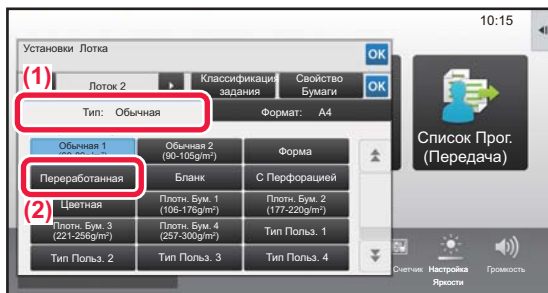 10:15
Установки Лотка
OK
(1)
Лоток 2
Классификация
задания
Свойство
Бумаги
OK
Тип: Обычная
Формат: A4
Обычная 1
Обычная 2
(90-105g/m²)
Форма
Переработанная
Бланк
С Перфорацией
(2)
Цветная
Плотн. Бум. 1
(106-176g/m²)
Плотн. Бум. 2
(177-220g/m²)
Плотн. Бум. 3
(221-256g/m²)
Плотн. Бум. 4
(257-300g/m²)
Тип Польз. 1
Тип Польз. 2
Тип Польз. 3
Тип Польз. 4
Список Прог.
(Передача)
Счетчик
Настройка
Яркости
Громкость